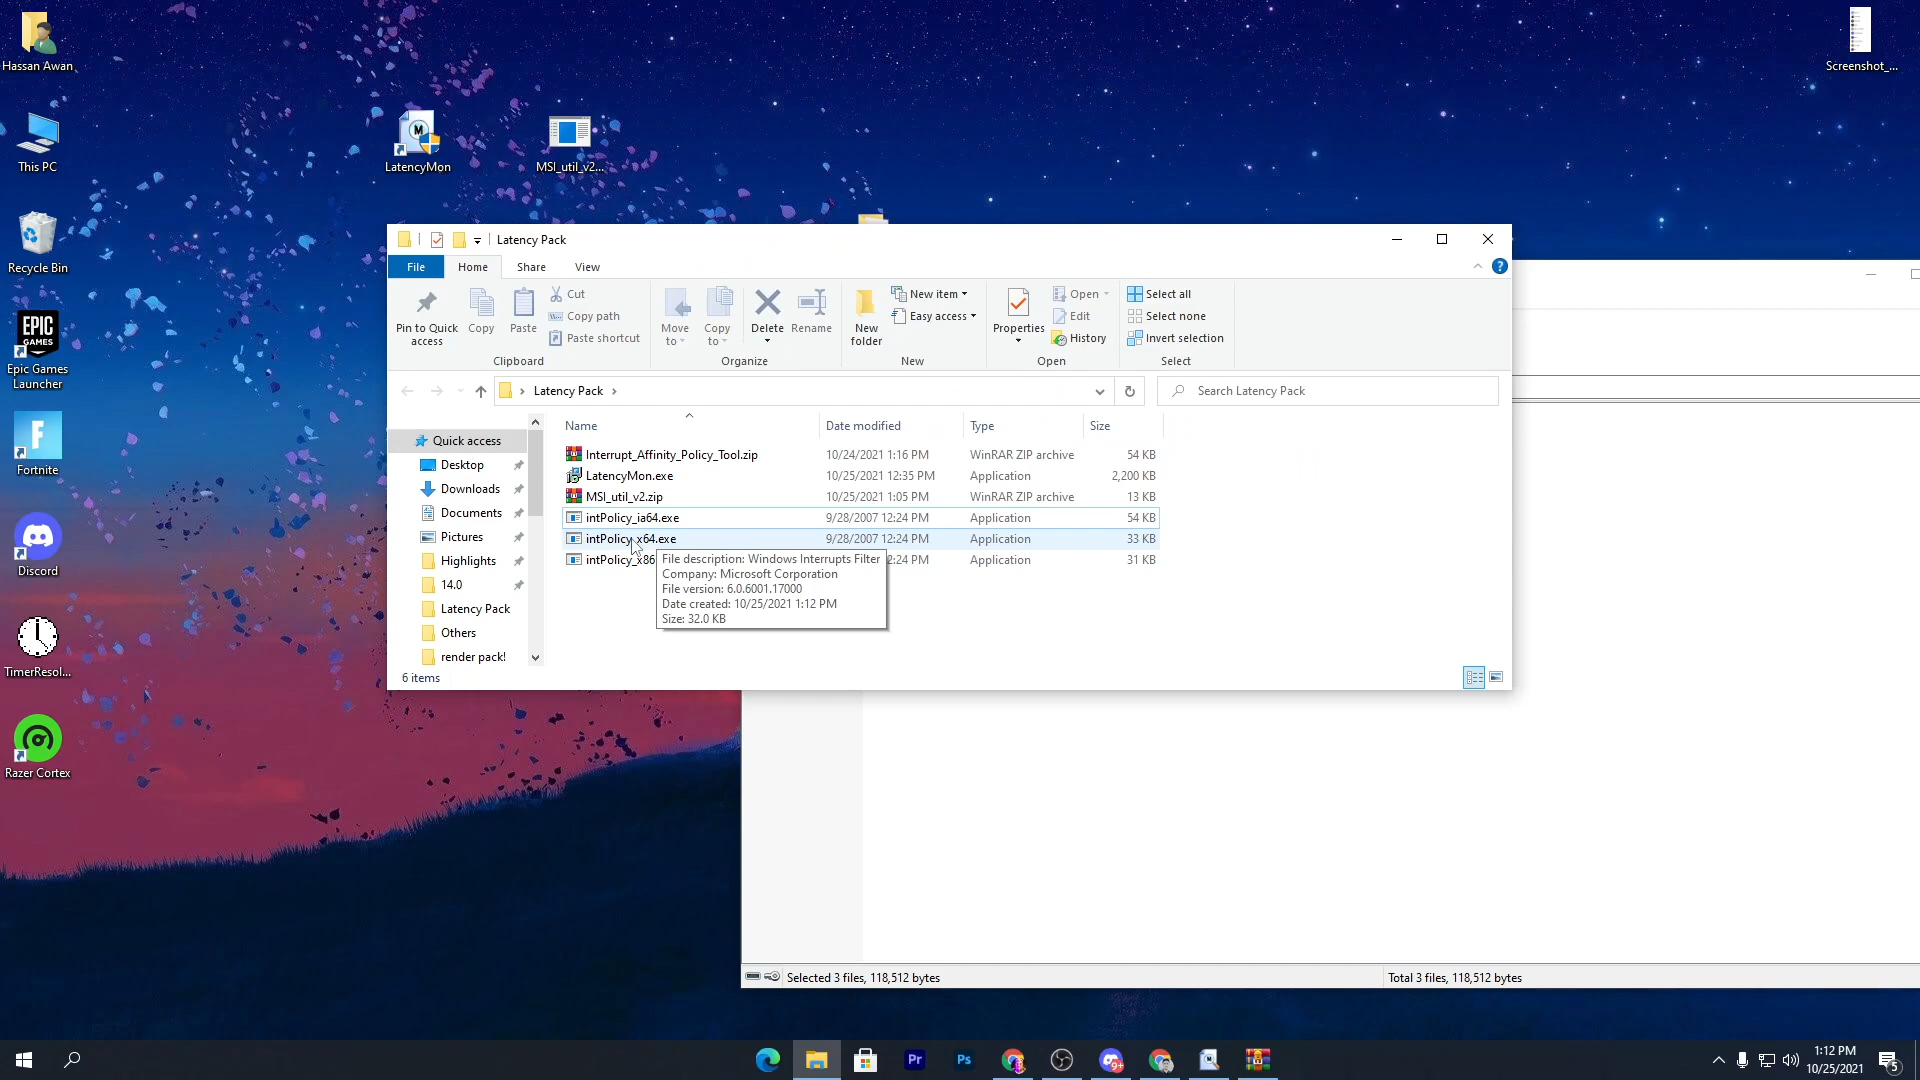 Hassan Awan
This PC
Recycle Bin
EPIC
GAMES
Epic Games
Launcher
F
Fortnite
Discord
TimerResol...
Razer Cortex
M
LatencyMon
MSI_util_v2...
Screenshot_...
Latency Pack
File
Home
Share
View
?
Pin to Quick
access
Copy
Paste
Cut
Copy path
Paste shortcut
Clipboard
Move
to
Copy
to
Delete
Rename
Organize
New
folder
New item
Easy access
New
Properties
Open
Edit
History
Open
Select all
Select none
Invert selection
Select
Latency Pack
Search Latency Pack
Quick access
Desktop
Downloads
Documents
Pictures
Highlights
14.0
Latency Pack
Others
render pack!
Name Date modified Type Size
Interrupt_Affinity_Policy_Tool.zip 10/24/2021 1:16 PM WinRAR ZIP archive 54 KB
LatencyMon.exe 10/25/2021 12:35 PM Application 2,200 KB
MSI_util_v2.zip 10/25/2021 1:05 PM WinRAR ZIP archive 13 KB
intPolicy_ia64.exe 9/28/2007 12:24 PM Application 54 KB
intPolicy_x64.exe 9/28/2007 12:24 PM Application 33 KB
intPolicy_x86 2:24 PM Application 31 KB
File description: Windows Interrupts Filter
Company: Microsoft Corporation
File version: 6.0.6001.17000
Date created: 10/25/2021 1:12 PM
Size: 32.0 KB
6 items
Selected 3 files, 118,512 bytes
Total 3 files, 118,512 bytes
Pr
Ps
9+
1:12 PM
10/25/2021
5